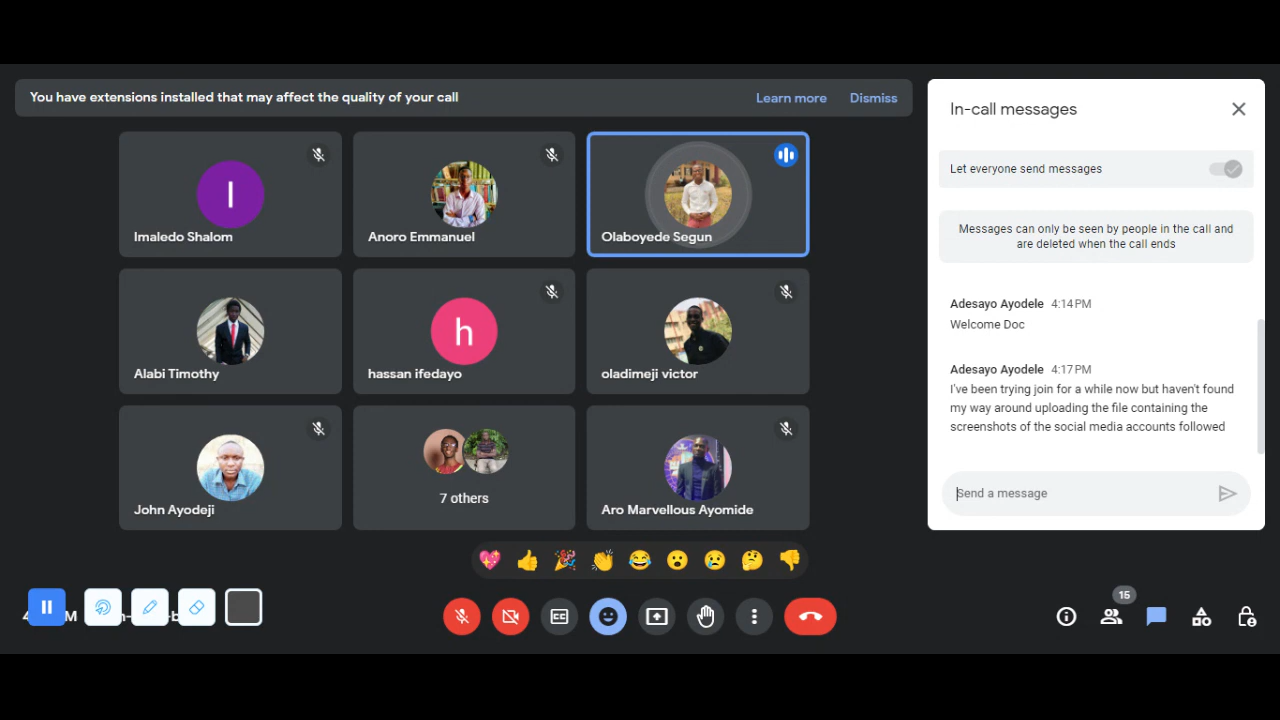 You have extensions installed that may affect the quality of your call
Learn more
Dismiss
I
Imaledo Shalom
Anoro Emmanuel
Olaboyede Segun
Alabi Timothy
h
hassan ifedayo
oladimeji victor
John Ayodeji
7 others
Aro Marvellous Ayomide
In-call messages
Let everyone send messages
Messages can only be seen by people in the call and
are deleted when the call ends
Adesayo Ayodele 4:14 PM
Welcome Doc
Adesayo Ayodele 4:17 PM
I've been trying join for a while now but haven't found
my way around uploading the file containing the
screenshots of the social media accounts followed
Send a message
15